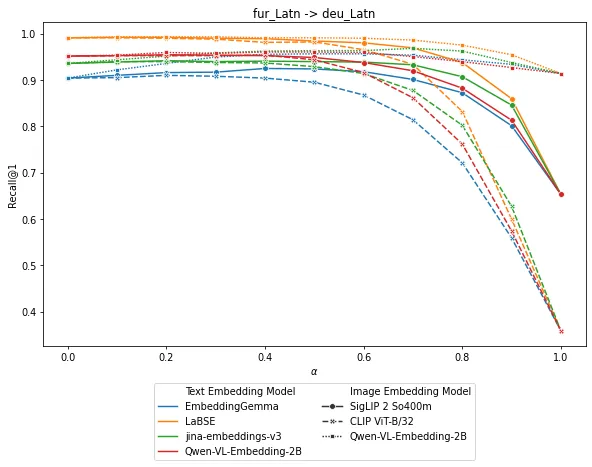 fur_Latn -> deu_Latn
Recall@1
1.0
0.9
0.8
0.7
0.6
0.5
0.4
0.0 0.2 0.4 0.6 0.8 1.0
α
Text Embedding Model Image Embedding Model
EmbeddingGemma SigLIP 2 So400m
LaBSE CLIP ViT-B/32
jina-embeddings-v3 Qwen-VL-Embedding-2B
Qwen-VL-Embedding-2B